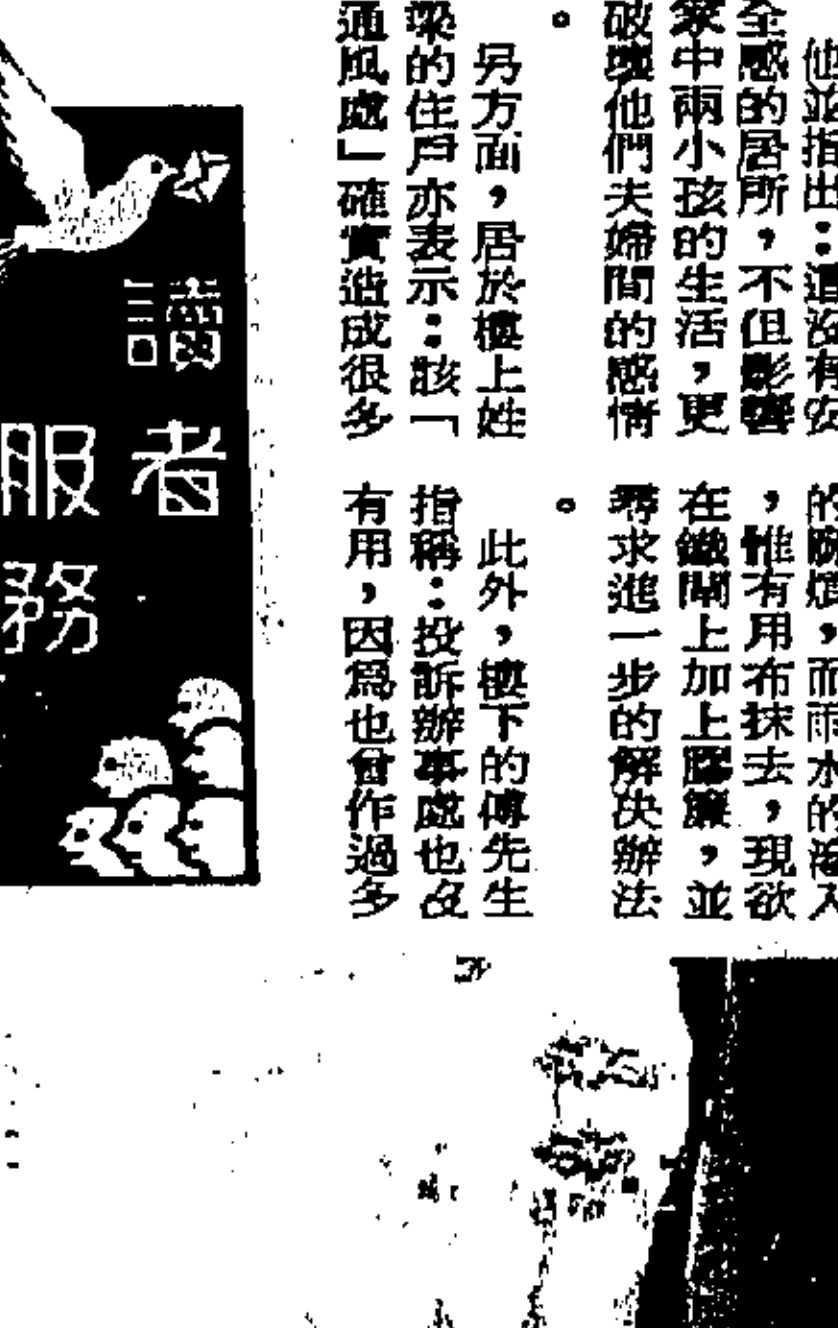 他並指出：這沒有安
全感的居所，不但影響
家中兩小孩的生活，更
破壞他們夫婦間的感情
。
另方面，居於樓上姓
梁的住戶亦表示：該「
通風處」確實造成很多
的麻煩，而雨水的滲入
，惟有用布抹去，現欲
在鐵閘上加上膠簾，並
尋求進一步的解決辦法
。
此外，樓下的傅先生
指稱：投訴辦事處也沒
有用，因爲也曾作過多
讀者
服務